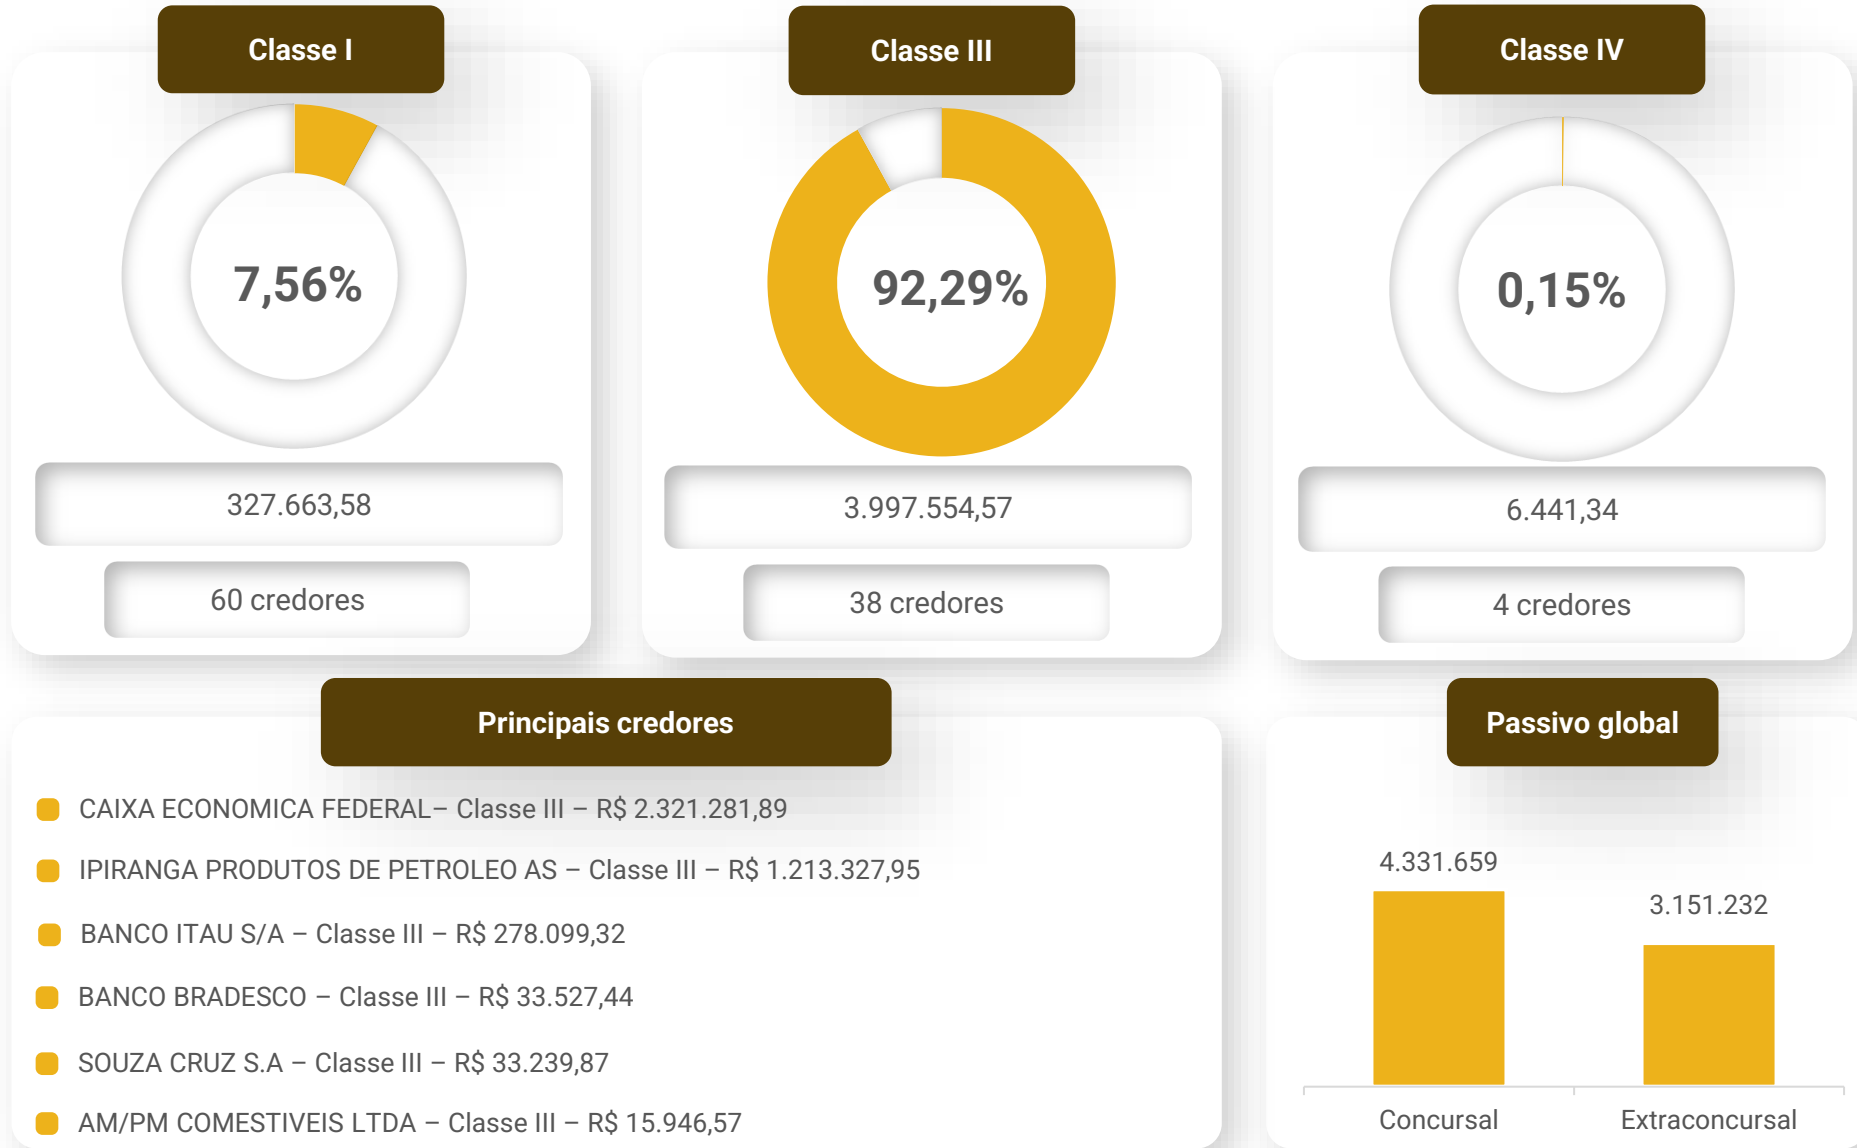 Classe I
7,56%
327.663,58
60 credores
Classe III
92,29%
3.997.554,57
38 credores
Classe IV
0,15%
6.441,34
4 credores
Principais credores
CAIXA ECONOMICA FEDERAL– Classe III – R$ 2.321.281,89
IPIRANGA PRODUTOS DE PETROLEO AS – Classe III – R$ 1.213.327,95
BANCO ITAU S/A – Classe III – R$ 278.099,32
BANCO BRADESCO – Classe III – R$ 33.527,44
SOUZA CRUZ S.A – Classe III – R$ 33.239,87
AM/PM COMESTIVEIS LTDA – Classe III – R$ 15.946,57
Passivo global
4.331.659
3.151.232
Concursal
Extraconcursal